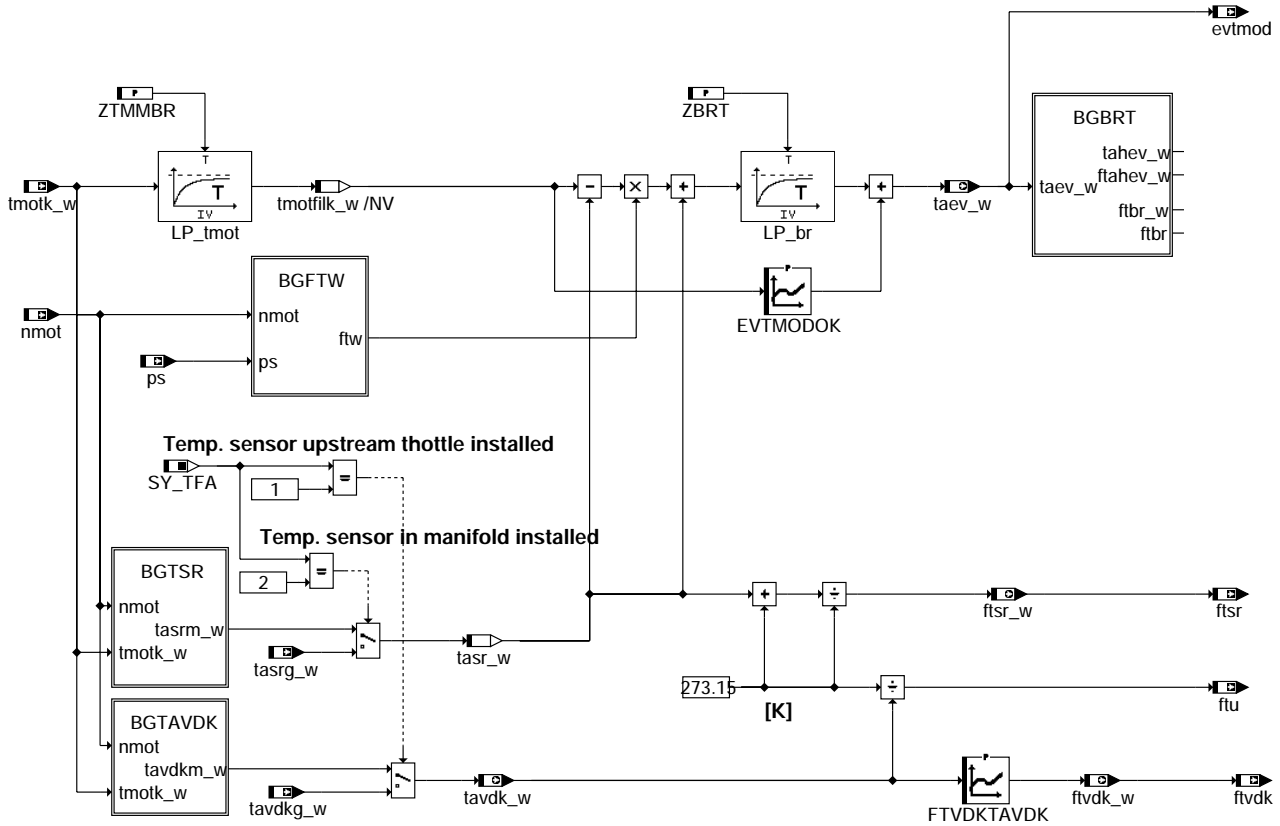 evtmod
ZTMMBR
ZBRT
BGBRT
P
P
T
T
tahev_w
ftahev_w
tmotk_w
T
IV
LP_tmot
tmotfilk_w /NV
−
×
+
T
IV
LP_br
+
taev_w
taev_w
ftbr_w
ftbr
BGFTW
nmot
nmot
ftw
ps
ps
P
EVTMODOK
Temp. sensor upstream thottle installed
SY_TFA
1
=
Temp. sensor in manifold installed
2
=
BGTSR
nmot
tasrm_w
tmotk_w
tasrg_w
tasr_w
+
÷
ftsr_w
ftsr
273.15
[K]
÷
ftu
BGTAVDK
nmot
tavdkm_w
tmotk_w
tavdkg_w
tavdk_w
P
FTVDKTAVDK
ftvdk_w
ftvdk